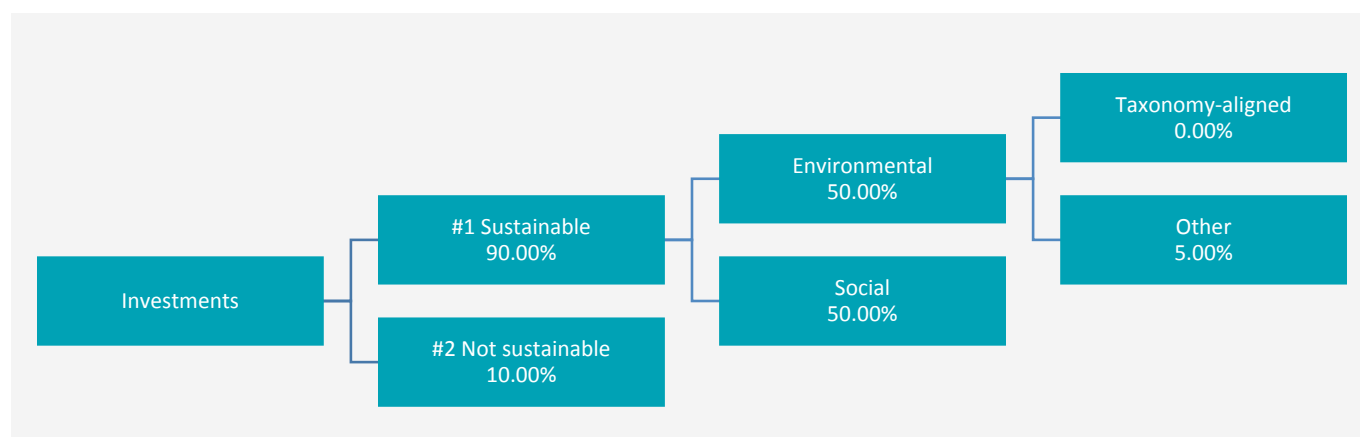 Investments
#1 Sustainable
90.00%
#2 Not sustainable
10.00%
Environmental
50.00%
Social
50.00%
Taxonomy-aligned
0.00%
Other
5.00%